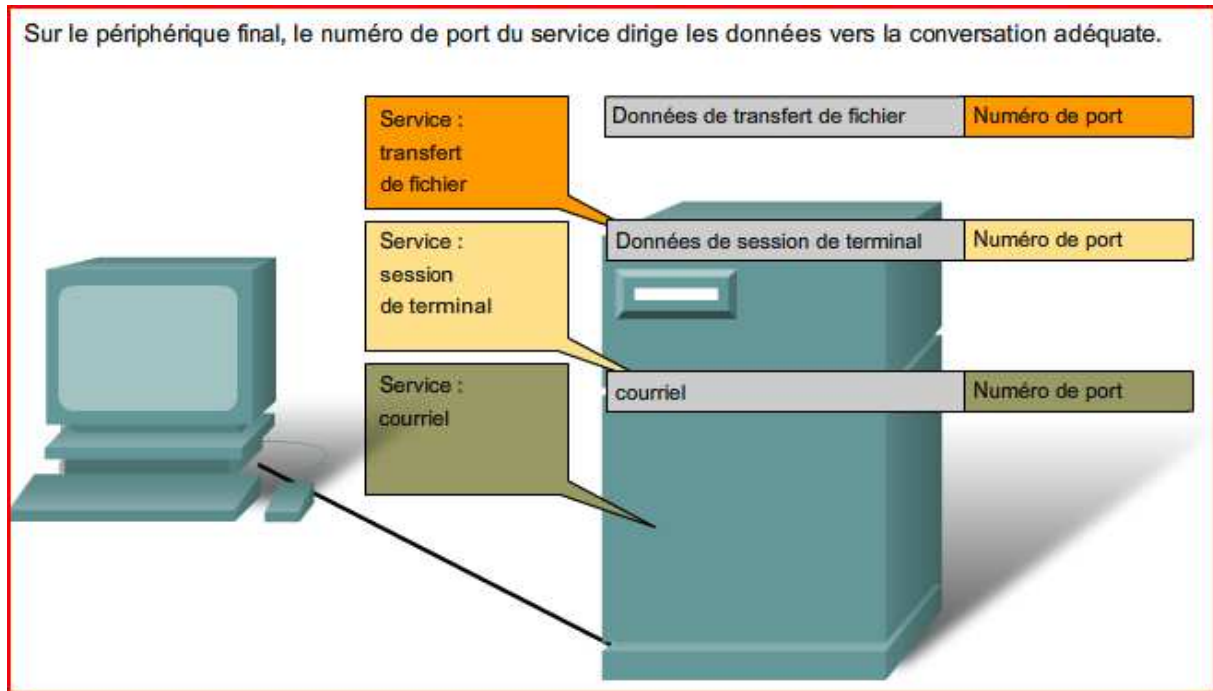 Sur le périphérique final, le numéro de port du service dirige les données vers la conversation adéquate.
Service :
transfert
de fichier
Données de transfert de fichier
Numéro de port
Service :
session
de terminal
Données de session de terminal
Numéro de port
Service :
courriel
courriel
Numéro de port